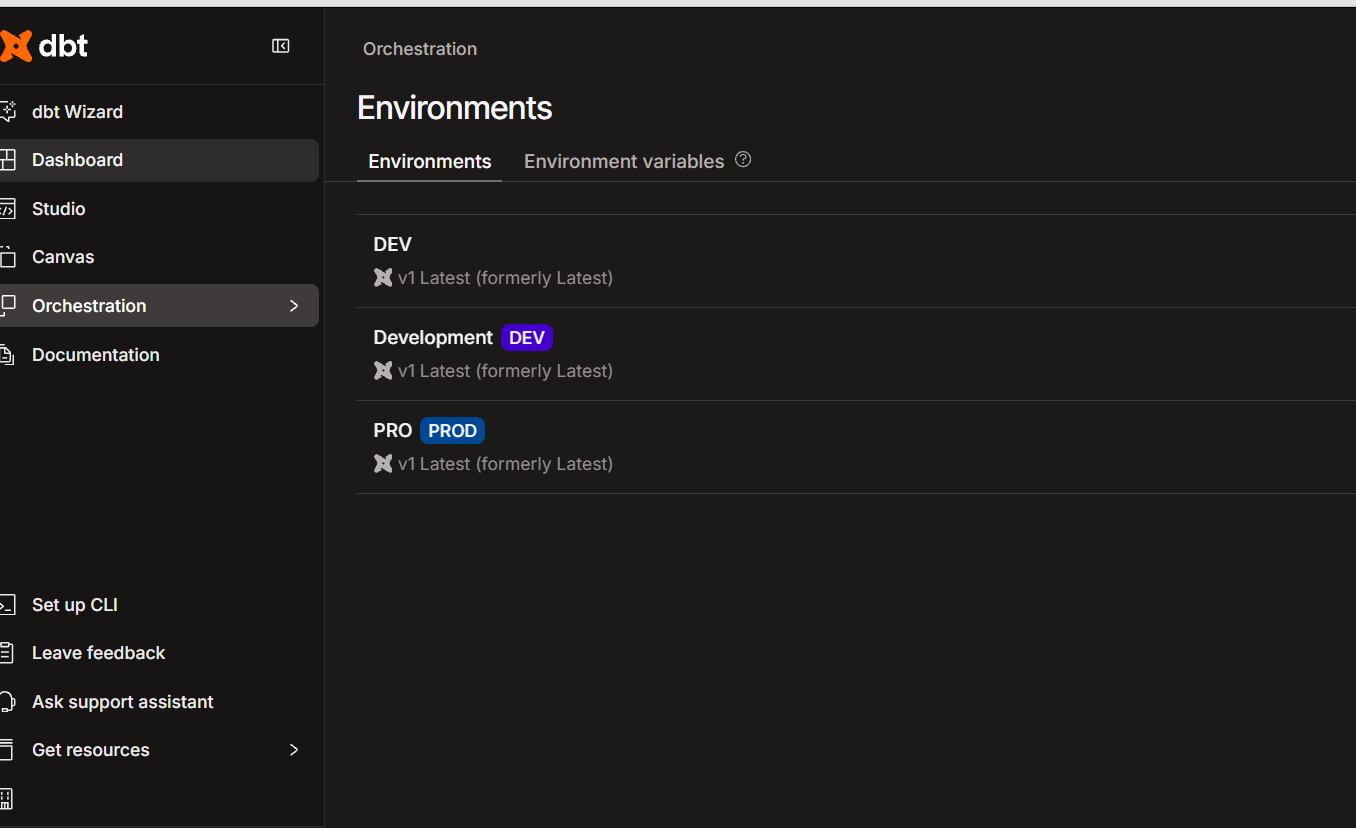 dbt
dbt Wizard
Dashboard
Studio
Canvas
Orchestration
Documentation
Set up CLI
Leave feedback
Ask support assistant
Get resources
Orchestration
Environments
Environments Environment variables
DEV
v1 Latest (formerly Latest)
Development DEV
v1 Latest (formerly Latest)
PRO PROD
v1 Latest (formerly Latest)